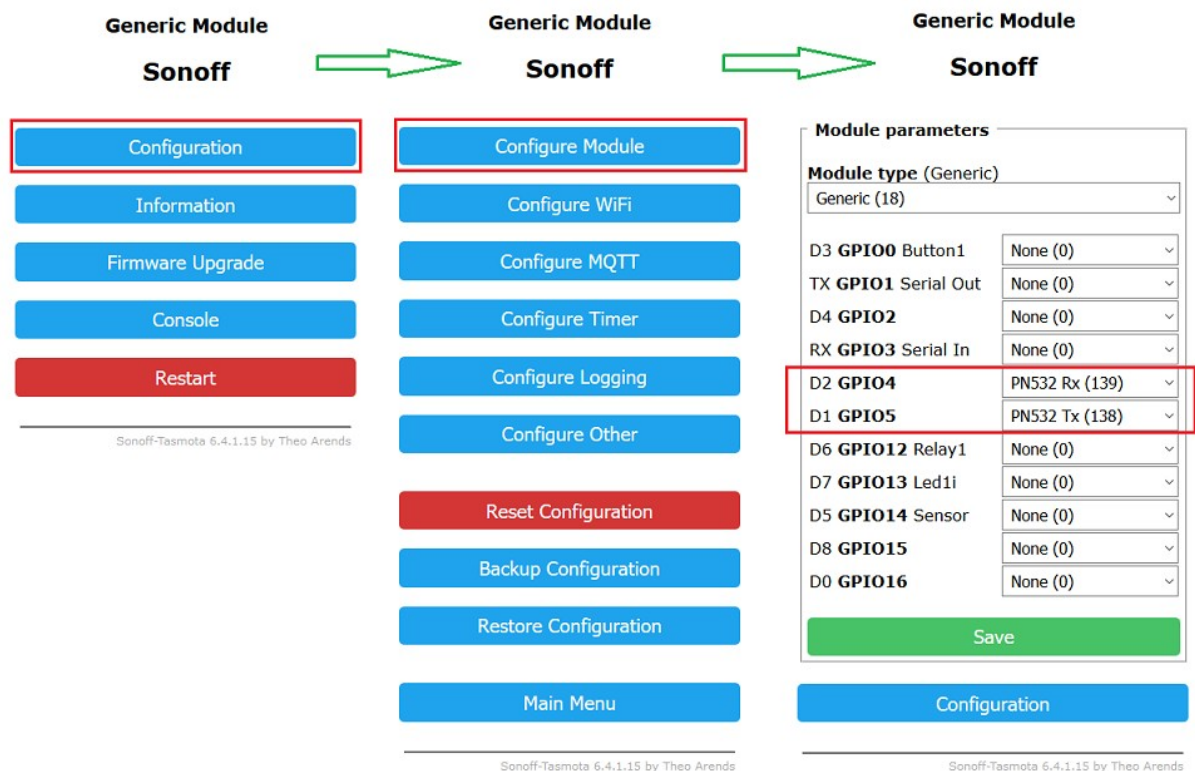 Generic Module
Sonoff
Configuration
Information
Firmware Upgrade
Console
Restart
Sonoff-Tasmota 6.4.1.15 by Theo Arends
Generic Module
Sonoff
Configure Module
Configure WiFi
Configure MQTT
Configure Timer
Configure Logging
Configure Other
Reset Configuration
Backup Configuration
Restore Configuration
Main Menu
Sonoff-Tasmota 6.4.1.15 by Theo Arends
Generic Module
Sonoff
Module parameters
Module type (Generic)
Generic (18)
D3 GPIO0 Button1 None (0)
TX GPIO1 Serial Out None (0)
D4 GPIO2 None (0)
RX GPIO3 Serial In None (0)
D2 GPIO4 PN532 Rx (139)
D1 GPIO5 PN532 Tx (138)
D6 GPIO12 Relay1 None (0)
D7 GPIO13 Led1i None (0)
D5 GPIO14 Sensor None (0)
D8 GPIO15 None (0)
D0 GPIO16 None (0)
Save
Configuration
Sonoff-Tasmota 6.4.1.15 by Theo Arends